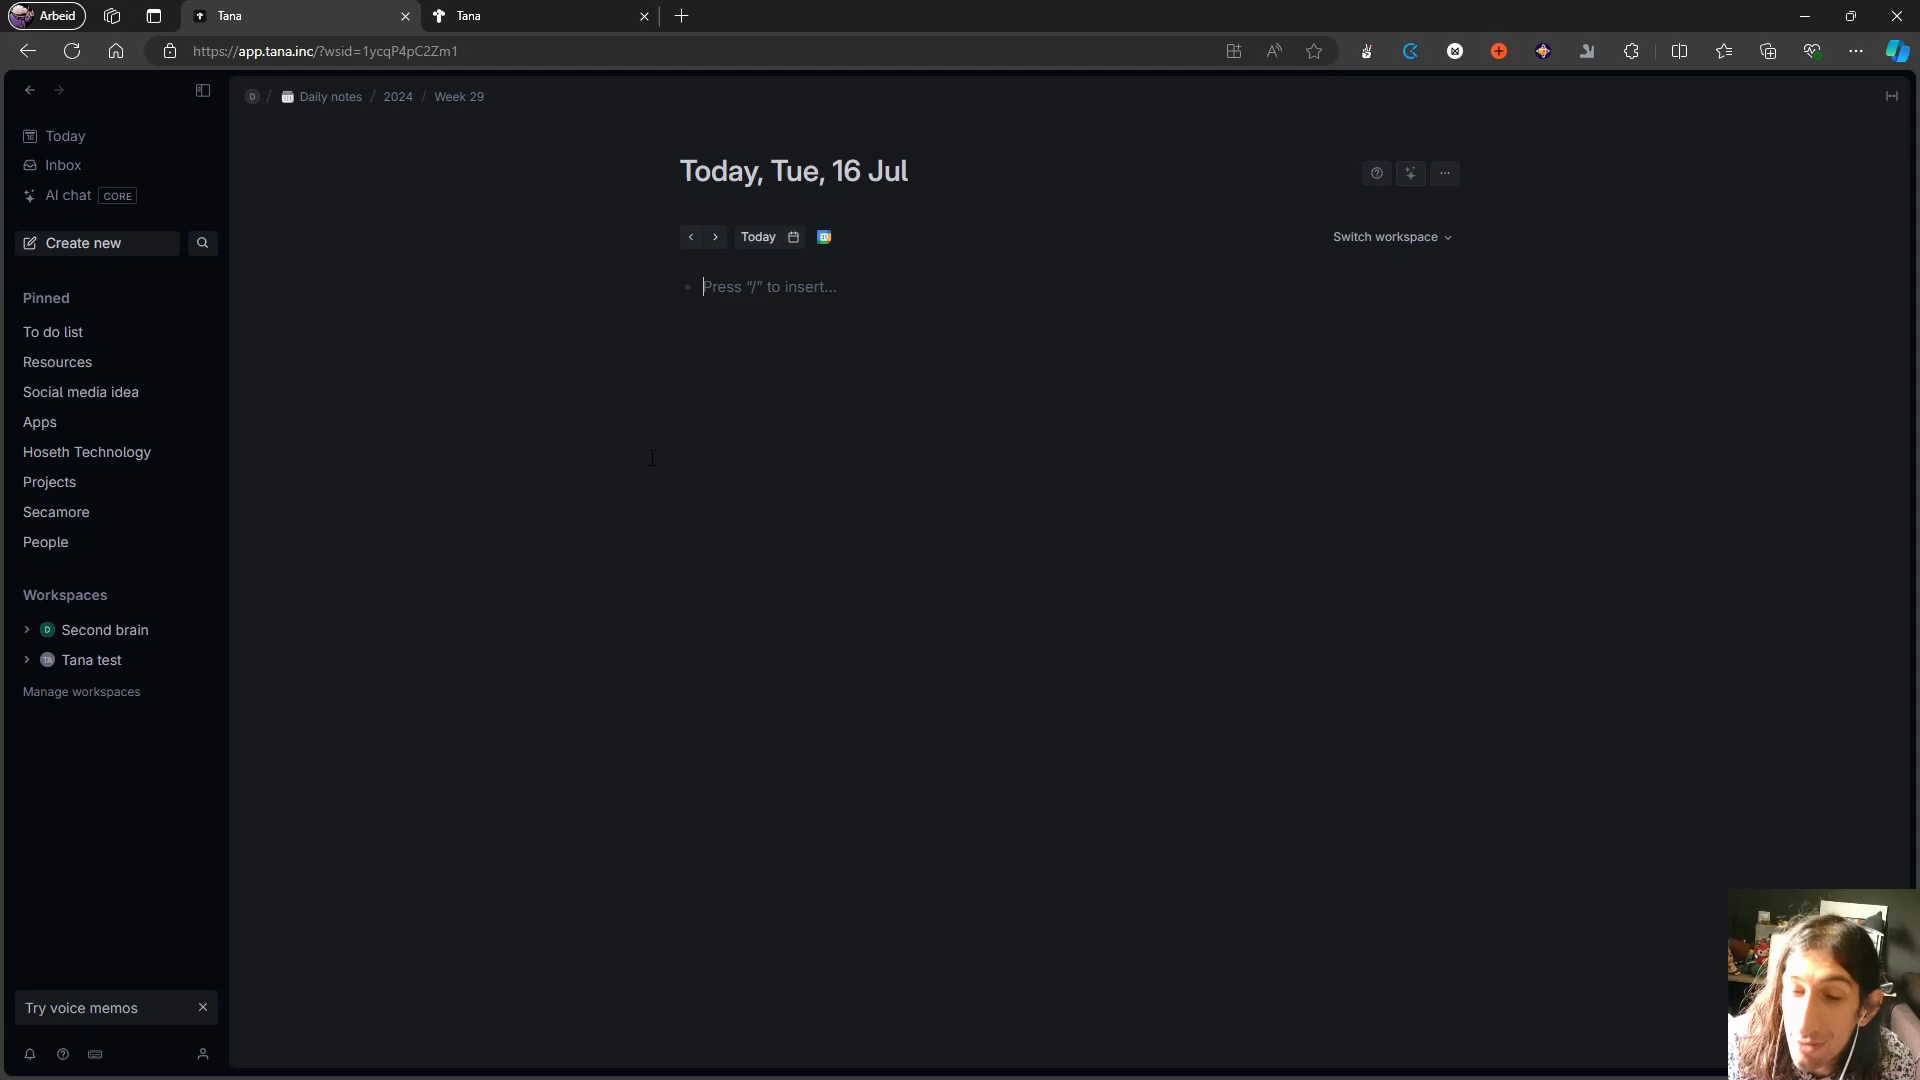 Arbeid
Tana
Tana
https://app.tana.inc/?wsid=1ycqP4pC2Zm1
D / Daily notes / 2024 / Week 29
Today
Inbox
AI chat CORE
Create new
Pinned
To do list
Resources
Social media idea
Apps
Hoseth Technology
Projects
Secamore
People
Workspaces
D Second brain
TA Tana test
Manage workspaces
Try voice memos
Today, Tue, 16 Jul
Today
Switch workspace
Press “/” to insert...